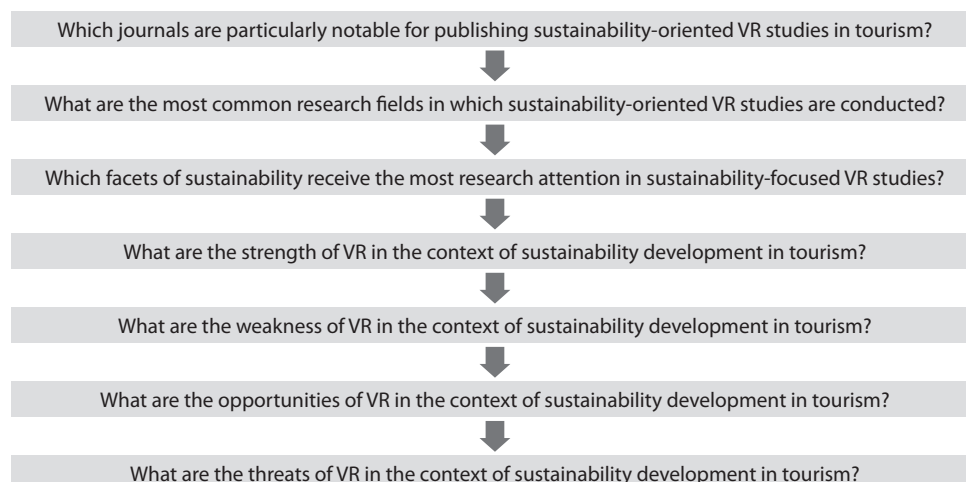 Which journals are particularly notable for publishing sustainability-oriented VR studies in tourism?
What are the most common research fields in which sustainability-oriented VR studies are conducted?
Which facets of sustainability receive the most research attention in sustainability-focused VR studies?
What are the strength of VR in the context of sustainability development in tourism?
What are the weakness of VR in the context of sustainability development in tourism?
What are the opportunities of VR in the context of sustainability development in tourism?
What are the threats of VR in the context of sustainability development in tourism?